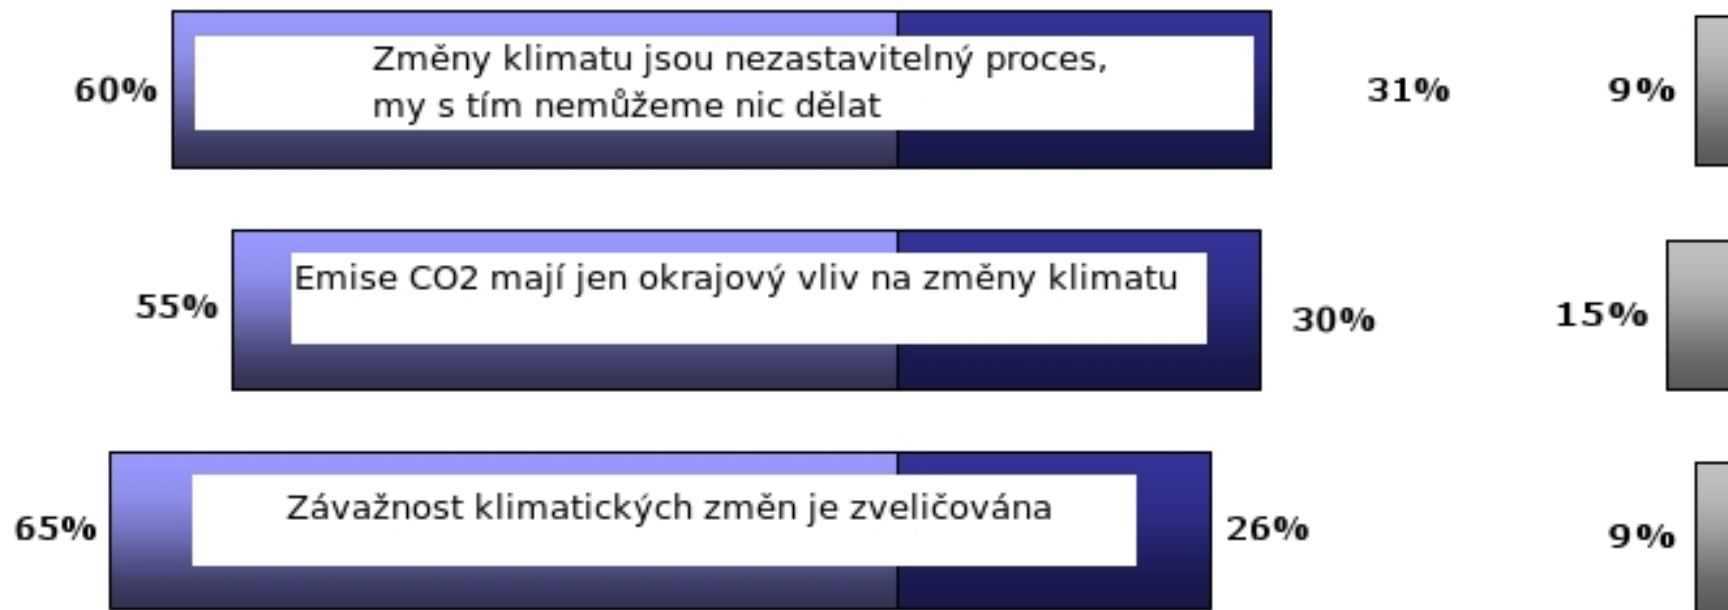 60% Změny klimatu jsou nezastavitelný proces, 31% 9%
my s tím nemůžeme nic dělat
55% Emise CO2 mají jen okrajový vliv na změny klimatu 30% 15%
65% Závažnost klimatických změn je zveličována 26% 9%